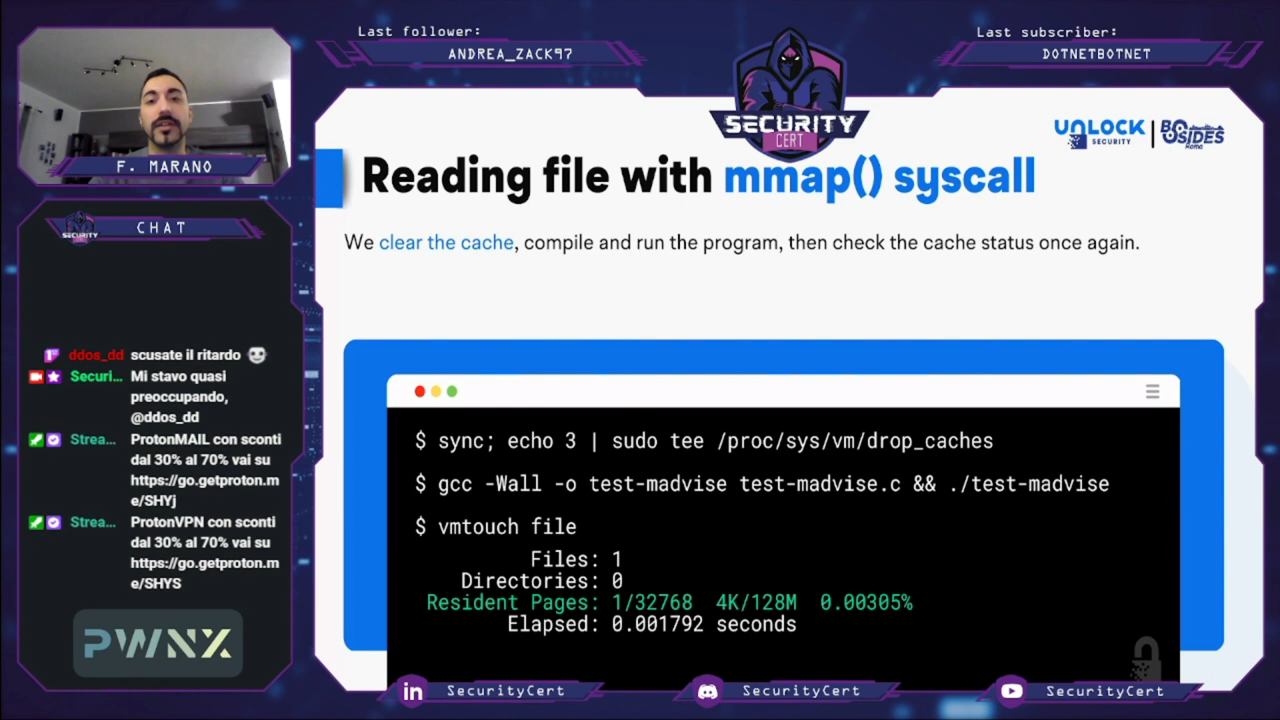 Last follower:
ANDREA_ZACK97
Last subscriber:
DOTNETBOTNET
F. MARANO
SECURITY
CERT
UNLOCK
SECURITY
BSIDES
Roma
Reading file with mmap() syscall
We clear the cache, compile and run the program, then check the cache status once again.
SECURITY
CHAT
ddos_dd scusate il ritardo
Securi... Mi stavo quasi
preoccupando,
@ddos_dd
Strea... ProtonMAIL con sconti
dal 30% al 70% vai su
https://go.getproton.m
e/SHYj
Strea... ProtonVPN con sconti
dal 30% al 70% vai su
https://go.getproton.m
e/SHYS
PWNX
$ sync; echo 3 | sudo tee /proc/sys/vm/drop_caches
$ gcc -Wall -o test-madvise test-madvise.c && ./test-madvise
$ vmtouch file
Files: 1
Directories: 0
Resident Pages: 1/32768 4K/128M 0.00305%
Elapsed: 0.001792 seconds
in SecurityCert
SecurityCert
SecurityCert